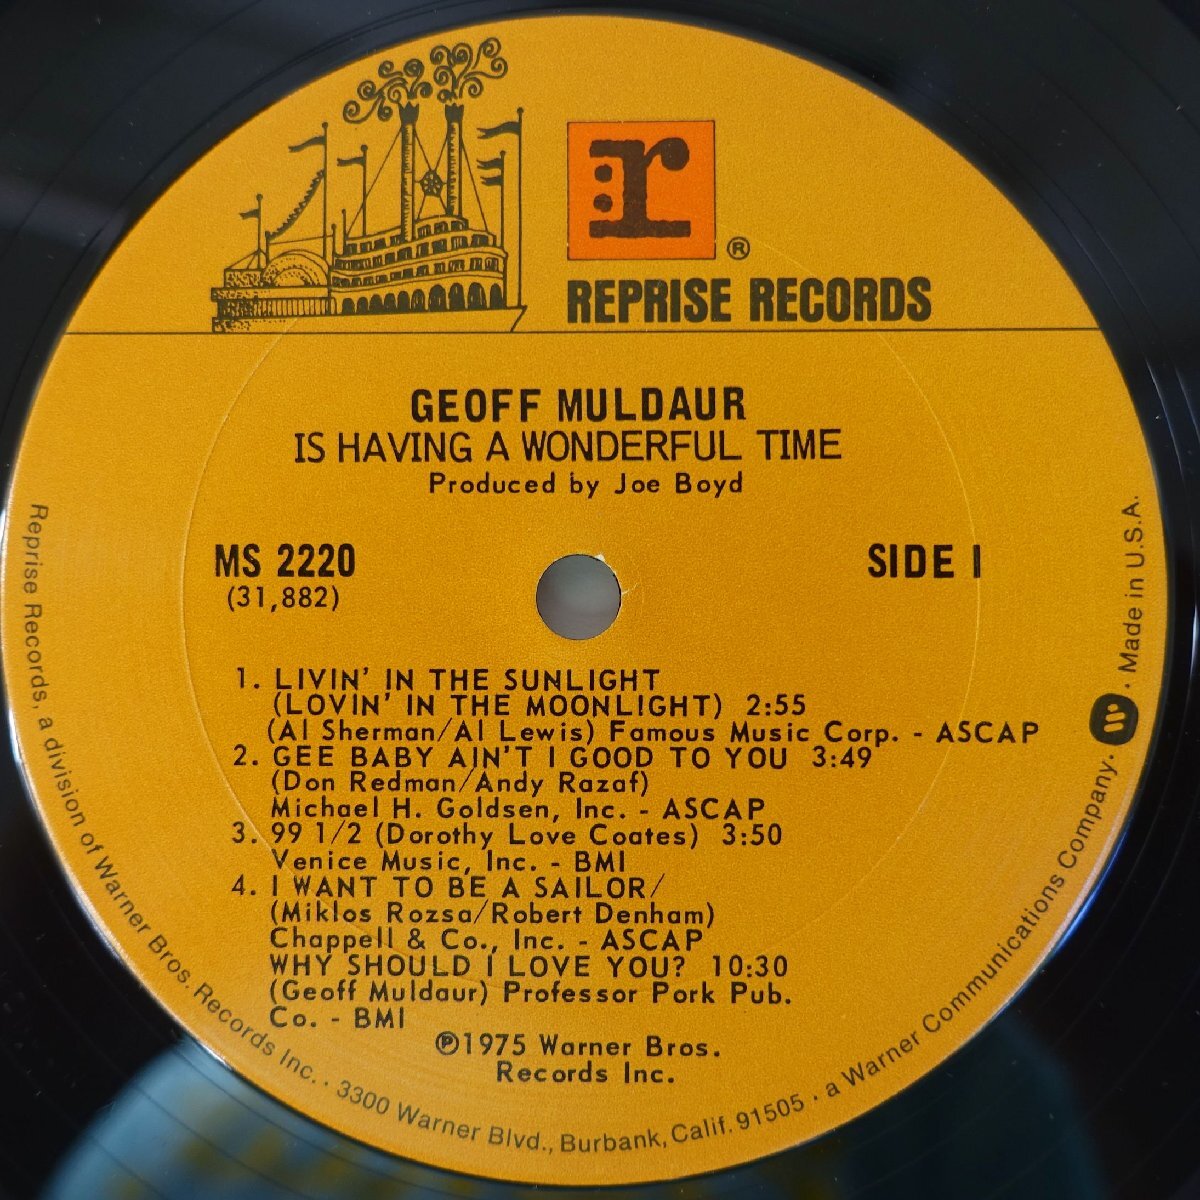 r
®
REPRISE RECORDS
GEOFF MULDAUR
IS HAVING A WONDERFUL TIME
Produced by Joe Boyd
MS 2220
(31,882)
SIDE 1
1. LIVIN' IN THE SUNLIGHT
(LOVIN' IN THE MOONLIGHT) 2:55
(Al Sherman/Al Lewis) Famous Music Corp. - ASCAP
2. GEE BABY AIN'T I GOOD TO YOU 3:49
(Don Redman/Andy Razaf)
Michael H. Goldsen, Inc. - ASCAP
3. 99 1/2 (Dorothy Love Coates) 3:50
Venice Music, Inc. - BMI
4. I WANT TO BE A SAILOR/
(Miklos Rozsa/Robert Denham)
Chappell & Co., Inc. - ASCAP
WHY SHOULD I LOVE YOU? 10:30
(Geoff Muldaur) Professor Pork Pub.
Co. - BMI
℗1975 Warner Bros.
Records Inc.
Reprise Records, a division of Warner Bros. Records Inc. · 3300 Warner Blvd., Burbank, Calif. 91505 · a Warner Communications Company · W · Made in U.S.A.